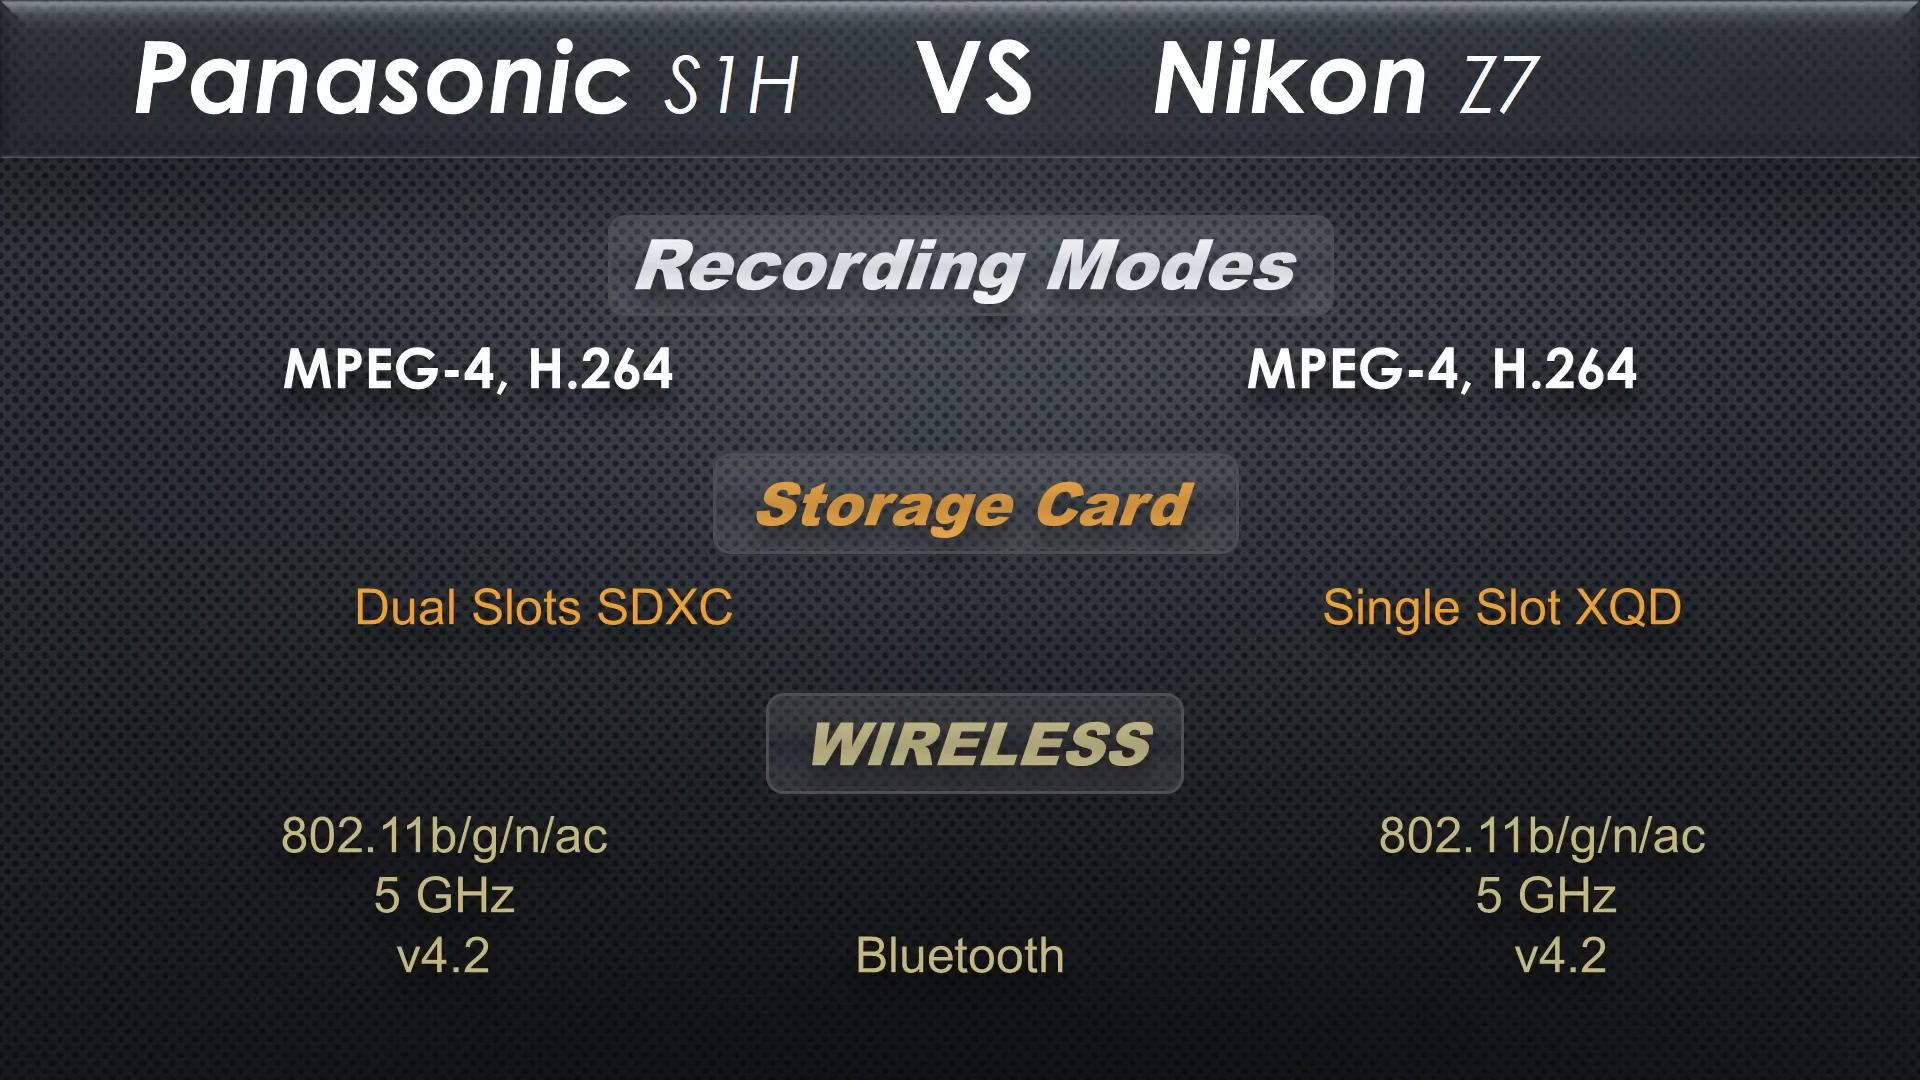 Panasonic S1H VS Nikon Z7
Recording Modes
MPEG-4, H.264 MPEG-4, H.264
Storage Card
Dual Slots SDXC Single Slot XQD
WIRELESS
802.11b/g/n/ac 802.11b/g/n/ac
5 GHz 5 GHz
v4.2 Bluetooth v4.2